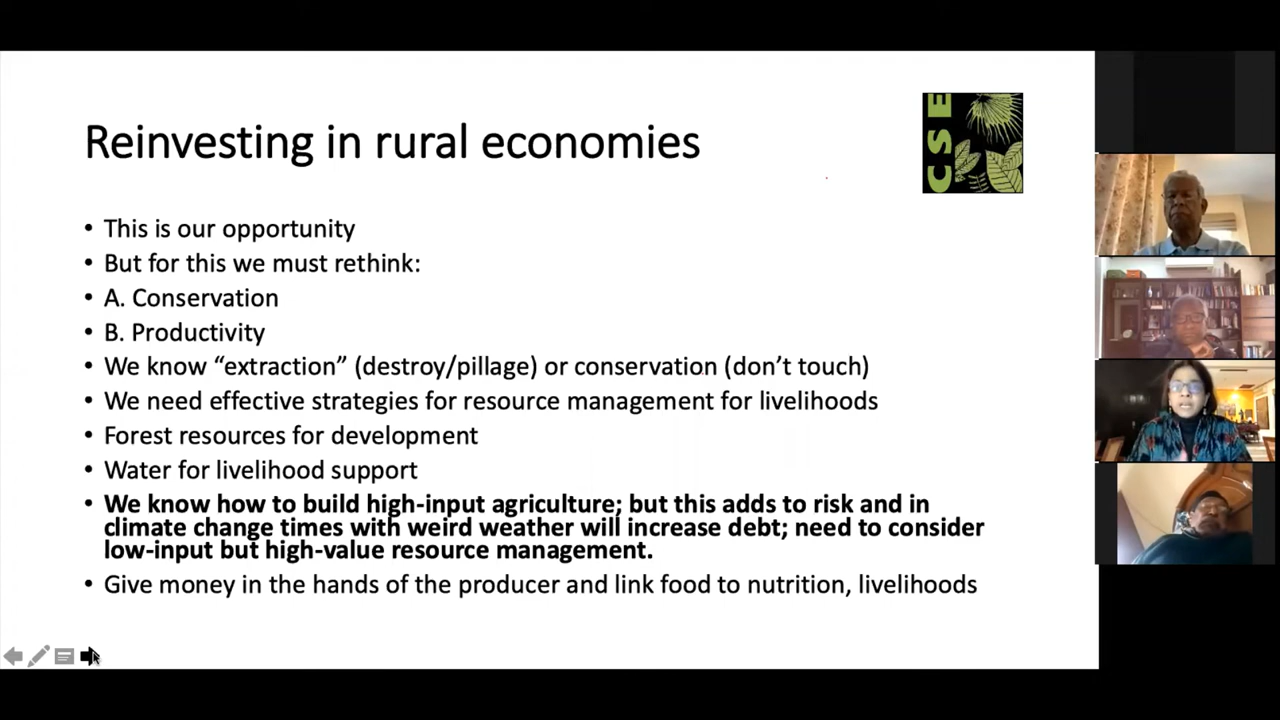 Reinvesting in rural economies
CSE
• This is our opportunity
• But for this we must rethink:
• A. Conservation
• B. Productivity
• We know “extraction” (destroy/pillage) or conservation (don’t touch)
• We need effective strategies for resource management for livelihoods
• Forest resources for development
• Water for livelihood support
• We know how to build high-input agriculture; but this adds to risk and in
climate change times with weird weather will increase debt; need to consider
low-input but high-value resource management.
• Give money in the hands of the producer and link food to nutrition, livelihoods